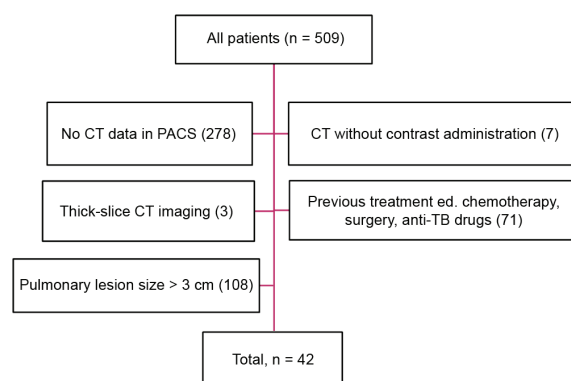 All patients (n = 509)
No CT data in PACS (278)
CT without contrast administration (7)
Thick-slice CT imaging (3)
Previous treatment ed. chemotherapy,
surgery, anti-TB drugs (71)
Pulmonary lesion size > 3 cm (108)
Total, n = 42